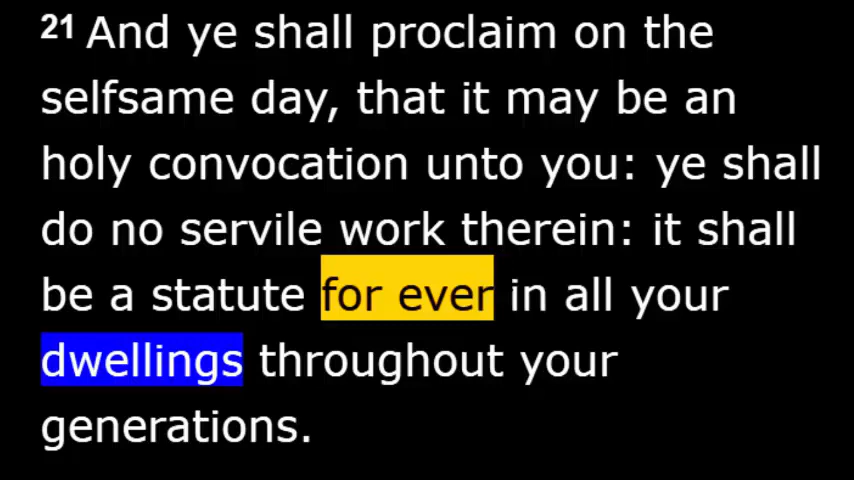 21 And ye shall proclaim on the
selfsame day, that it may be an
holy convocation unto you: ye shall
do no servile work therein: it shall
be a statute for ever in all your
dwellings throughout your
generations.